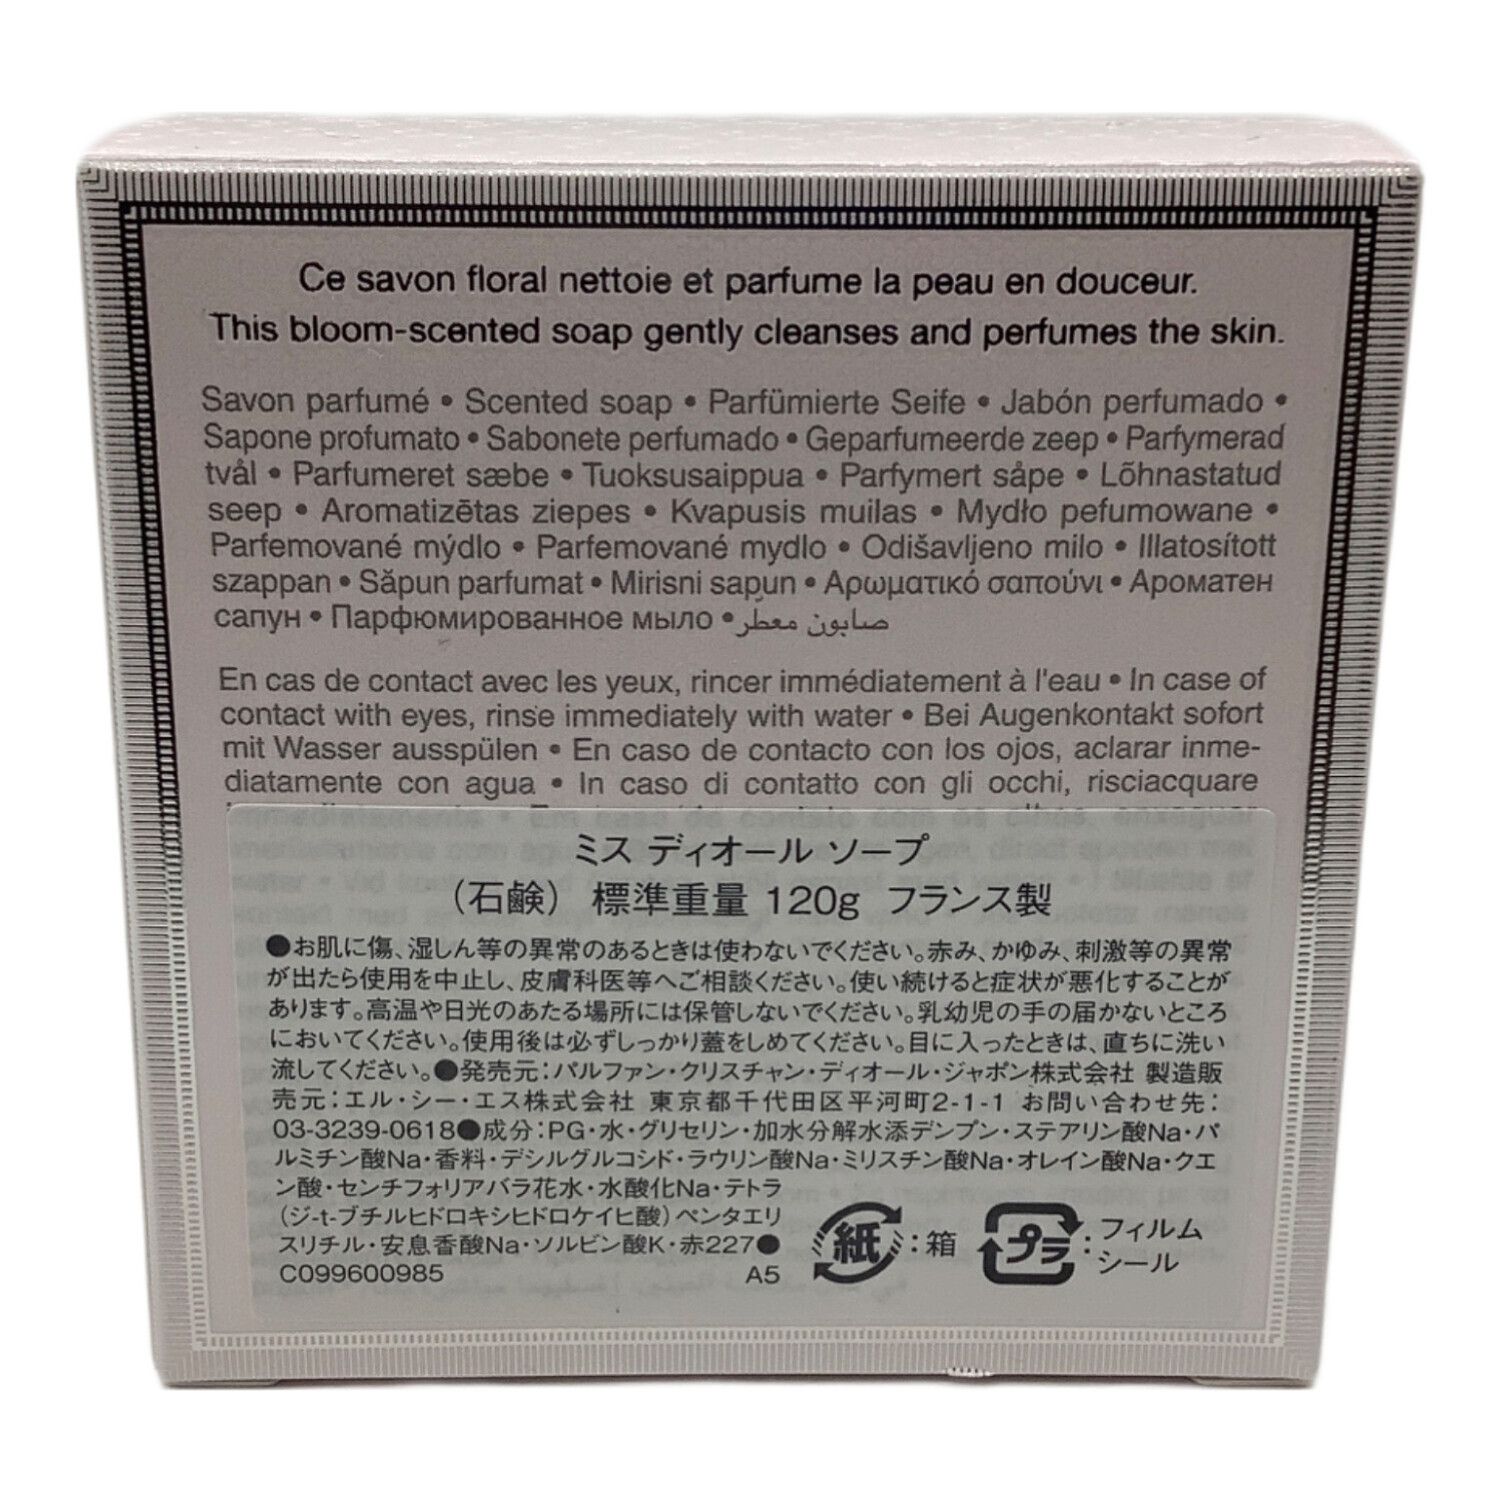 Ce savon floral nettoie et parfume la peau en douceur.
This bloom-scented soap gently cleanses and perfumes the skin.
Savon parfumé • Scented soap • Parfümierte Seife • Jabón perfumado •
Sapone profumato • Sabonete perfumado • Geparfumeerde zeep • Parfymerad
tvål • Parfumeret sæbe • Tuoksusaippua • Parfymert såpe • Lõhnastatud
seep • Aromatizētas ziepes • Kvapusis muilas • Mydło pefumowane •
Parfemované mýdlo • Parfemované mydlo • Odišavljeno milo • Illatosított
szappan • Săpun parfumat • Mirisni sapun • Αρωματικό σαπούνι • Ароматен
сапун • Парфюмированное мыло • صابون معطّر
En cas de contact avec les yeux, rincer immédiatement à l'eau • In case of
contact with eyes, rinse immediately with water • Bei Augenkontakt sofort
mit Wasser ausspülen • En caso de contacto con los ojos, aclarar inme-
diatamente con agua • In caso di contatto con gli occhi, risciacquare
ミス ディオール ソープ
（石鹸） 標準重量 120g フランス製
●お肌に傷、湿しん等の異常のあるときは使わないでください。赤み、かゆみ、刺激等の異常
が出たら使用を中止し、皮膚科医等へご相談ください。使い続けると症状が悪化することが
あります。高温や日光のあたる場所には保管しないでください。乳幼児の手の届かないところ
においてください。使用後は必ずしっかり蓋をしめてください。目に入ったときは、直ちに洗い
流してください。●発売元：パルファン・クリスチャン・ディオール・ジャポン株式会社 製造販
売元：エル・シー・エス株式会社 東京都千代田区平河町2-1-1 お問い合わせ先：
03-3239-0618●成分：PG・水・グリセリン・加水分解水添デンプン・ステアリン酸Na・パ
ルミチン酸Na・香料・デシルグルコシド・ラウリン酸Na・ミリスチン酸Na・オレイン酸Na・クエ
ン酸・センチフォリアバラ花水・水酸化Na・テトラ
（ジ-t-ブチルヒドロキシヒドロケイヒ酸）ペンタエリ
スリチル・安息香酸Na・ソルビン酸K・赤227●
C099600985 A5
紙：箱
プラ：フィルム
シール